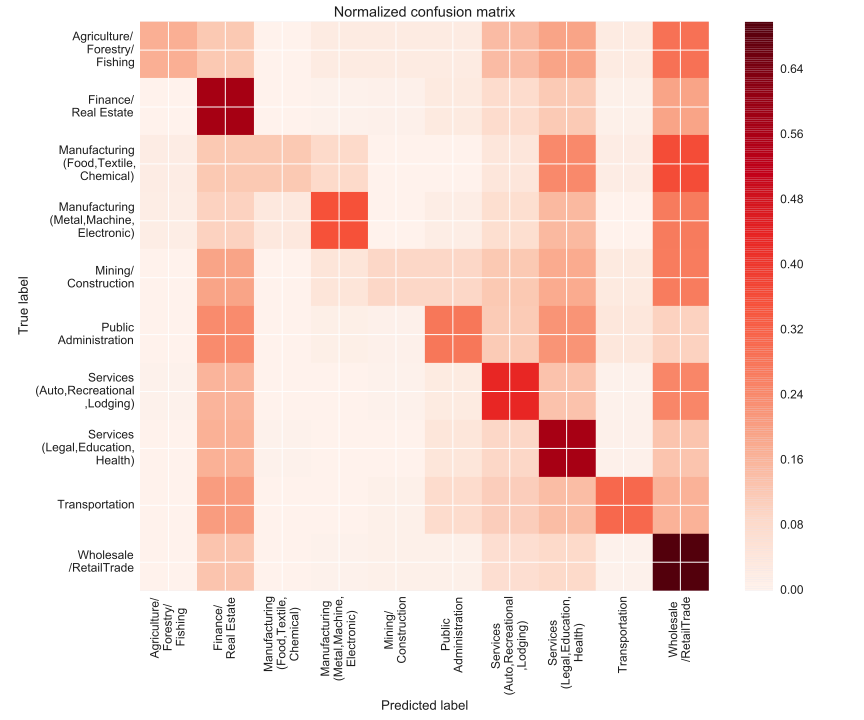 Normalized confusion matrix
Agriculture/
Forestry/
Fishing
Finance/
Real Estate
Manufacturing
(Food,Textile,
Chemical)
Manufacturing
(Metal,Machine,
Electronic)
Mining/
Construction
Public
Administration
Services
(Auto,Recreational
,Lodging)
Services
(Legal,Education,
Health)
Transportation
Wholesale
/RetailTrade
True label
Agriculture/
Forestry/
Fishing
Finance/
Real Estate
Manufacturing
(Food,Textile,
Chemical)
Manufacturing
(Metal,Machine,
Electronic)
Mining/
Construction
Public
Administration
Services
(Auto,Recreational
,Lodging)
Services
(Legal,Education,
Health)
Transportation
Wholesale
/RetailTrade
Predicted label
0.64
0.56
0.48
0.40
0.32
0.24
0.16
0.08
0.00